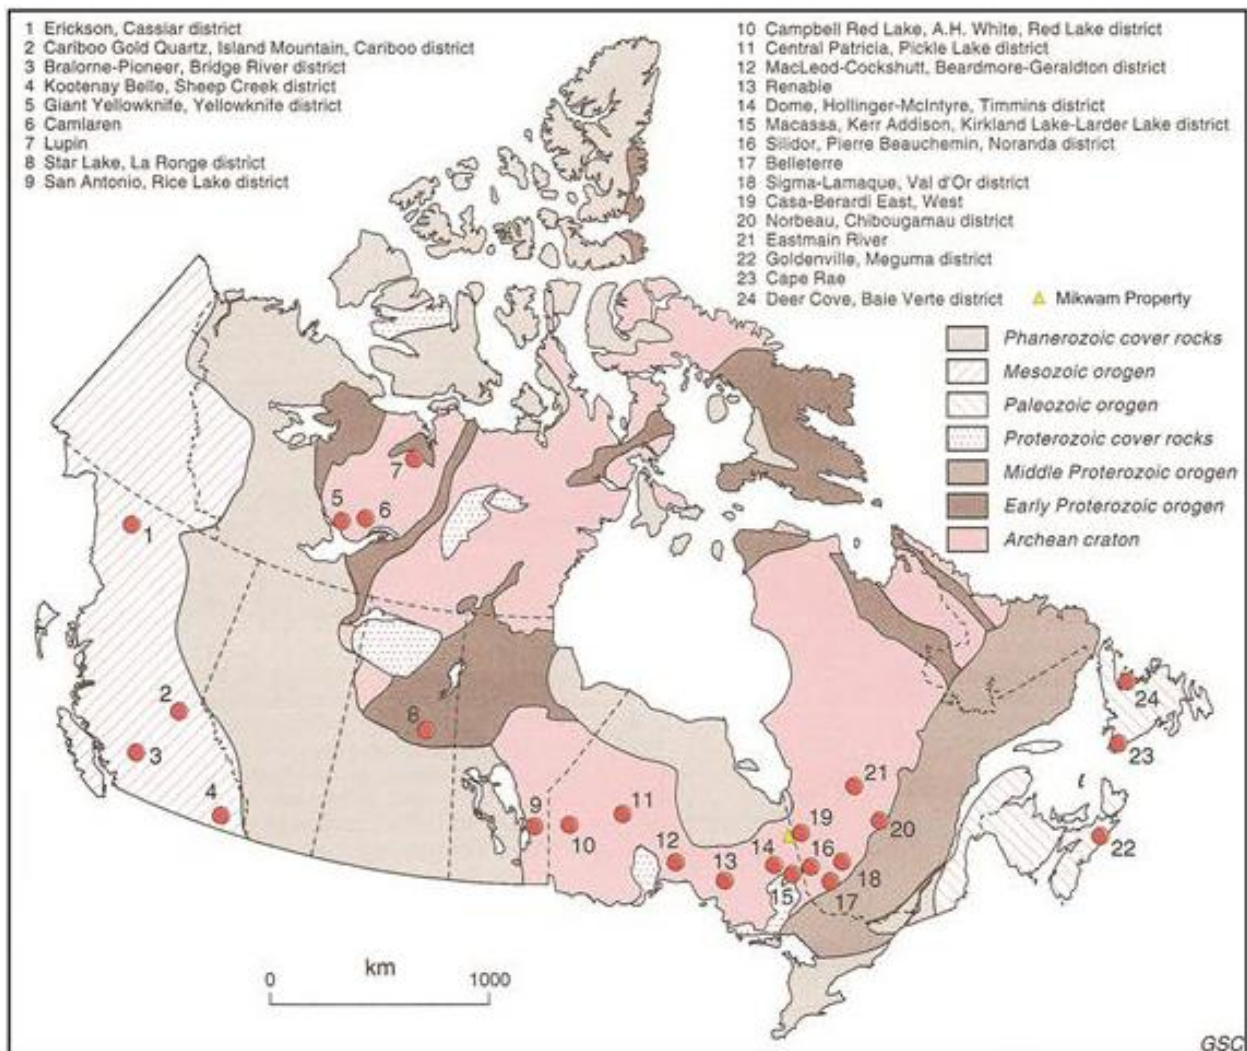 1 Erickson, Cassiar district
2 Cariboo Gold Quartz, Island Mountain, Cariboo district
3 Bralorne-Pioneer, Bridge River district
4 Kootenay Belle, Sheep Creek district
5 Giant Yellowknife, Yellowknife district
6 Camlaren
7 Lupin
8 Star Lake, La Ronge district
9 San Antonio, Rice Lake district
10 Campbell Red Lake, A.H. White, Red Lake district
11 Central Patricia, Pickle Lake district
12 MacLeod-Cockshutt, Beardmore-Geraldton district
13 Renabie
14 Dome, Hollinger-McIntyre, Timmins district
15 Macassa, Kerr Addison, Kirkland Lake-Larder Lake district
16 Silidor, Pierre Beauchemin, Noranda district
17 Belleterre
18 Sigma-Lamaque, Val d'Or district
19 Casa-Berardi East, West
20 Norbeau, Chibougamau district
21 Eastmain River
22 Goldenville, Meguma district
23 Cape Rae
24 Deer Cove, Baie Verte district
Mikwam Property
Phanerozoic cover rocks
Mesozoic orogen
Paleozoic orogen
Proterozoic cover rocks
Middle Proterozoic orogen
Early Proterozoic orogen
Archean craton
7
5
6
1
2
8
24
3
23
4
21
9
11
10
19
20
12
14
16
22
13
18
15
17
km
0 1000
GSC